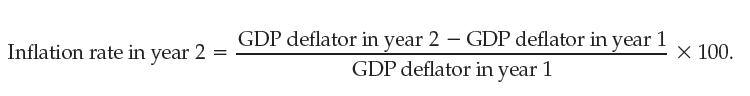 Inflation rate in year 2 = GDP deflator in year 2 − GDP deflator in year 1 × 100.
GDP deflator in year 1